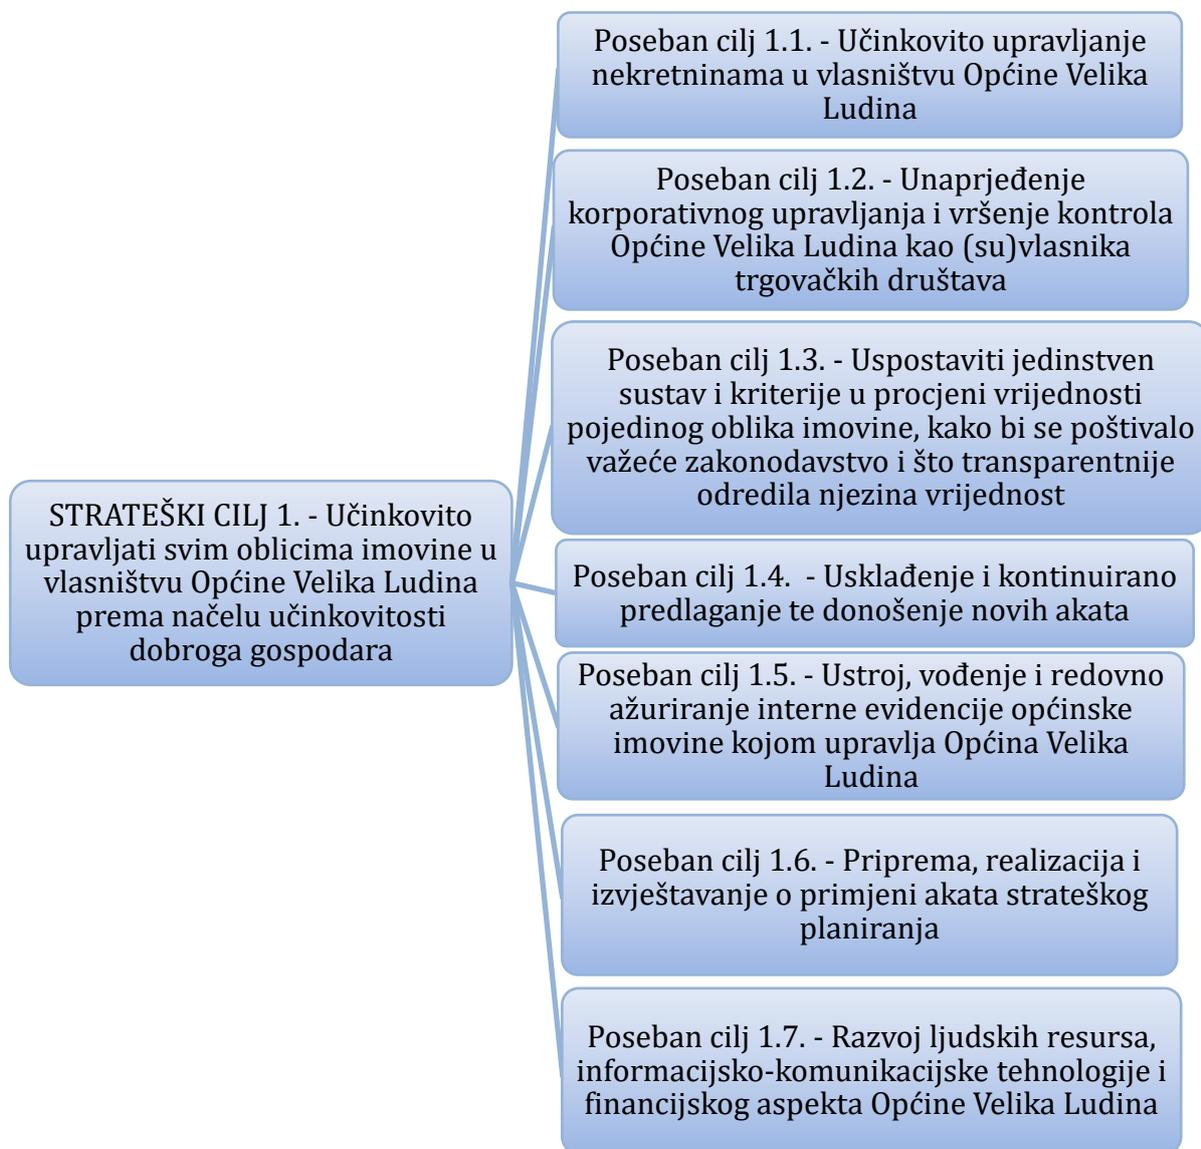 STRATEŠKI CILJ 1. - Učinkovito
upravljati svim oblicima imovine u
vlasništvu Općine Velika Ludina
prema načelu učinkovitosti
dobroga gospodara
Poseban cilj 1.1. - Učinkovito upravljanje
nekretninama u vlasništvu Općine Velika
Ludina
Poseban cilj 1.2. - Unaprjeđenje
korporativnog upravljanja i vršenje kontrola
Općine Velika Ludina kao (su)vlasnika
trgovačkih društava
Poseban cilj 1.3. - Uspostaviti jedinstven
sustav i kriterije u procjeni vrijednosti
pojedinog oblika imovine, kako bi se poštivalo
važeće zakonodavstvo i što transparentnije
odredila njezina vrijednost
Poseban cilj 1.4. - Usklađenje i kontinuirano
predlaganje te donošenje novih akata
Poseban cilj 1.5. - Ustroj, vođenje i redovno
ažuriranje interne evidencije općinske
imovine kojom upravlja Općina Velika
Ludina
Poseban cilj 1.6. - Priprema, realizacija i
izvještavanje o primjeni akata strateškog
planiranja
Poseban cilj 1.7. - Razvoj ljudskih resursa,
informacijsko-komunikacijske tehnologije i
financijskog aspekta Općine Velika Ludina